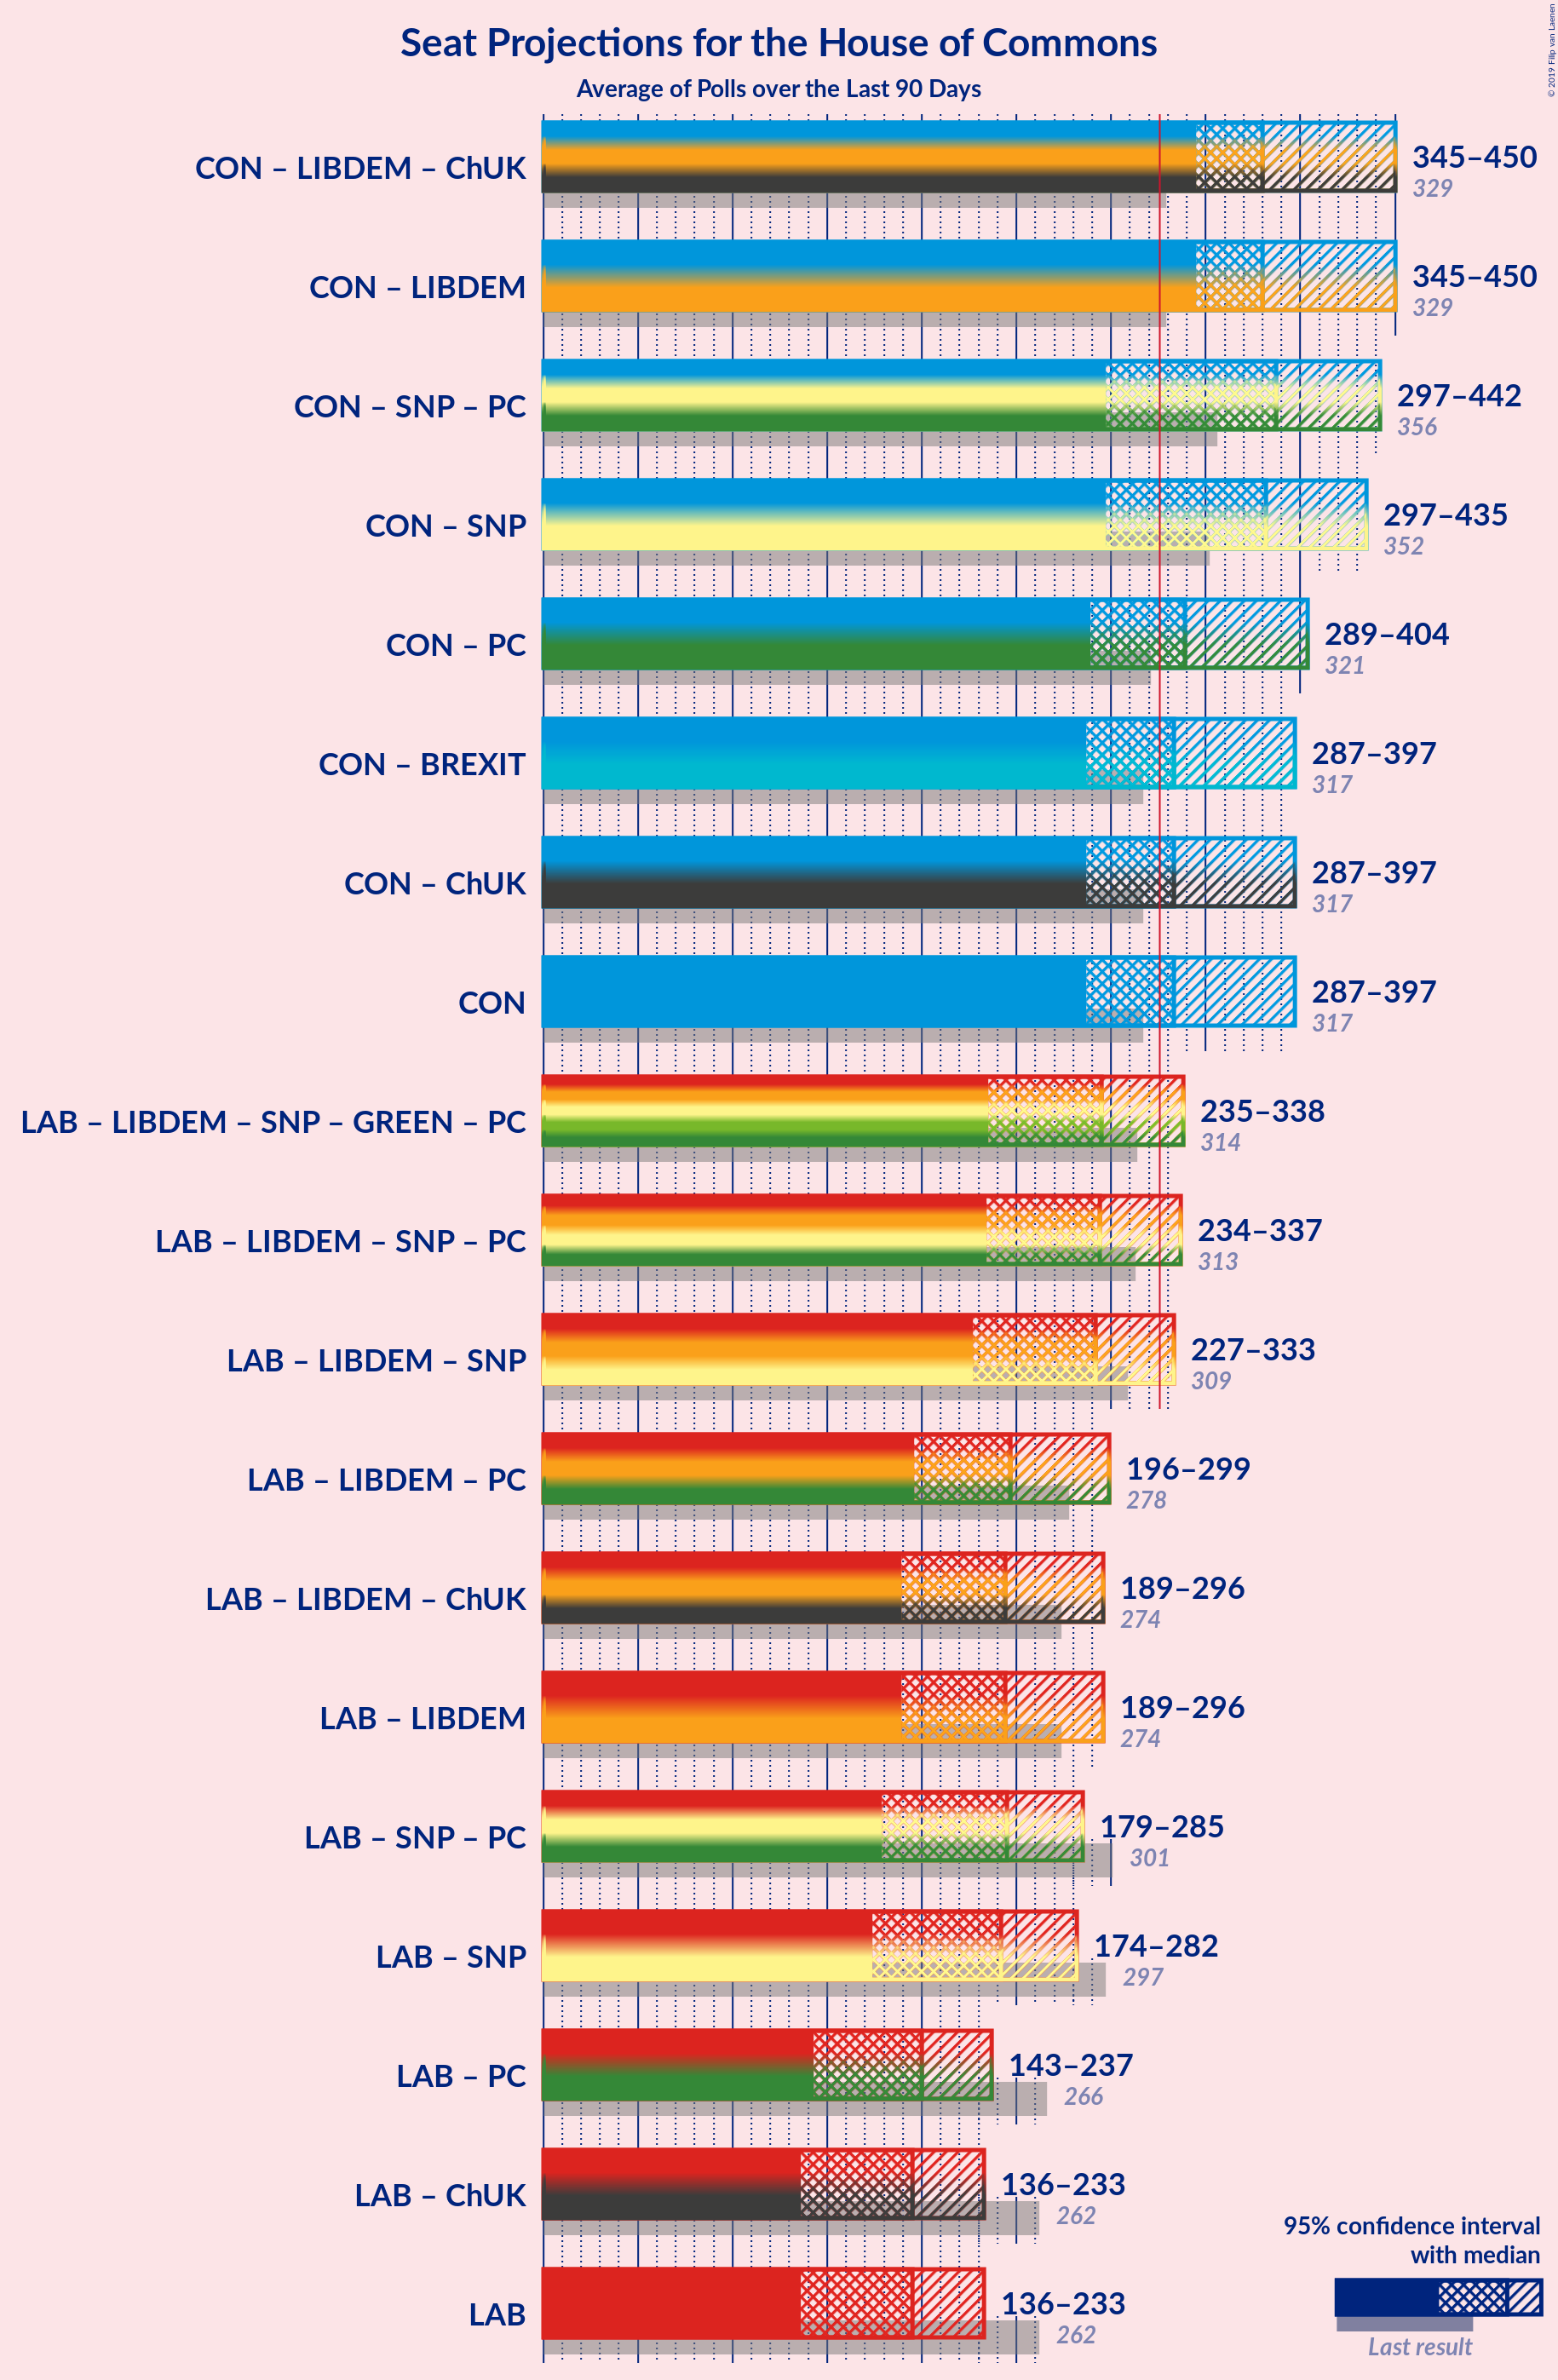 Seat Projections for the House of Commons
Average of Polls over the Last 90 Days
© 2019 Filip van Laenen
CON – LIBDEM – ChUK
345–450
329
CON – LIBDEM
345–450
329
CON – SNP – PC
297–442
356
CON – SNP
297–435
352
CON – PC
289–404
321
CON – BREXIT
287–397
317
CON – ChUK
287–397
317
CON
287–397
317
LAB – LIBDEM – SNP – GREEN – PC
235–338
314
LAB – LIBDEM – SNP – PC
234–337
313
LAB – LIBDEM – SNP
227–333
309
LAB – LIBDEM – PC
196–299
278
LAB – LIBDEM – ChUK
189–296
274
LAB – LIBDEM
189–296
274
LAB – SNP – PC
179–285
301
LAB – SNP
174–282
297
LAB – PC
143–237
266
LAB – ChUK
136–233
262
LAB
136–233
262
95% confidence interval
with median
Last result